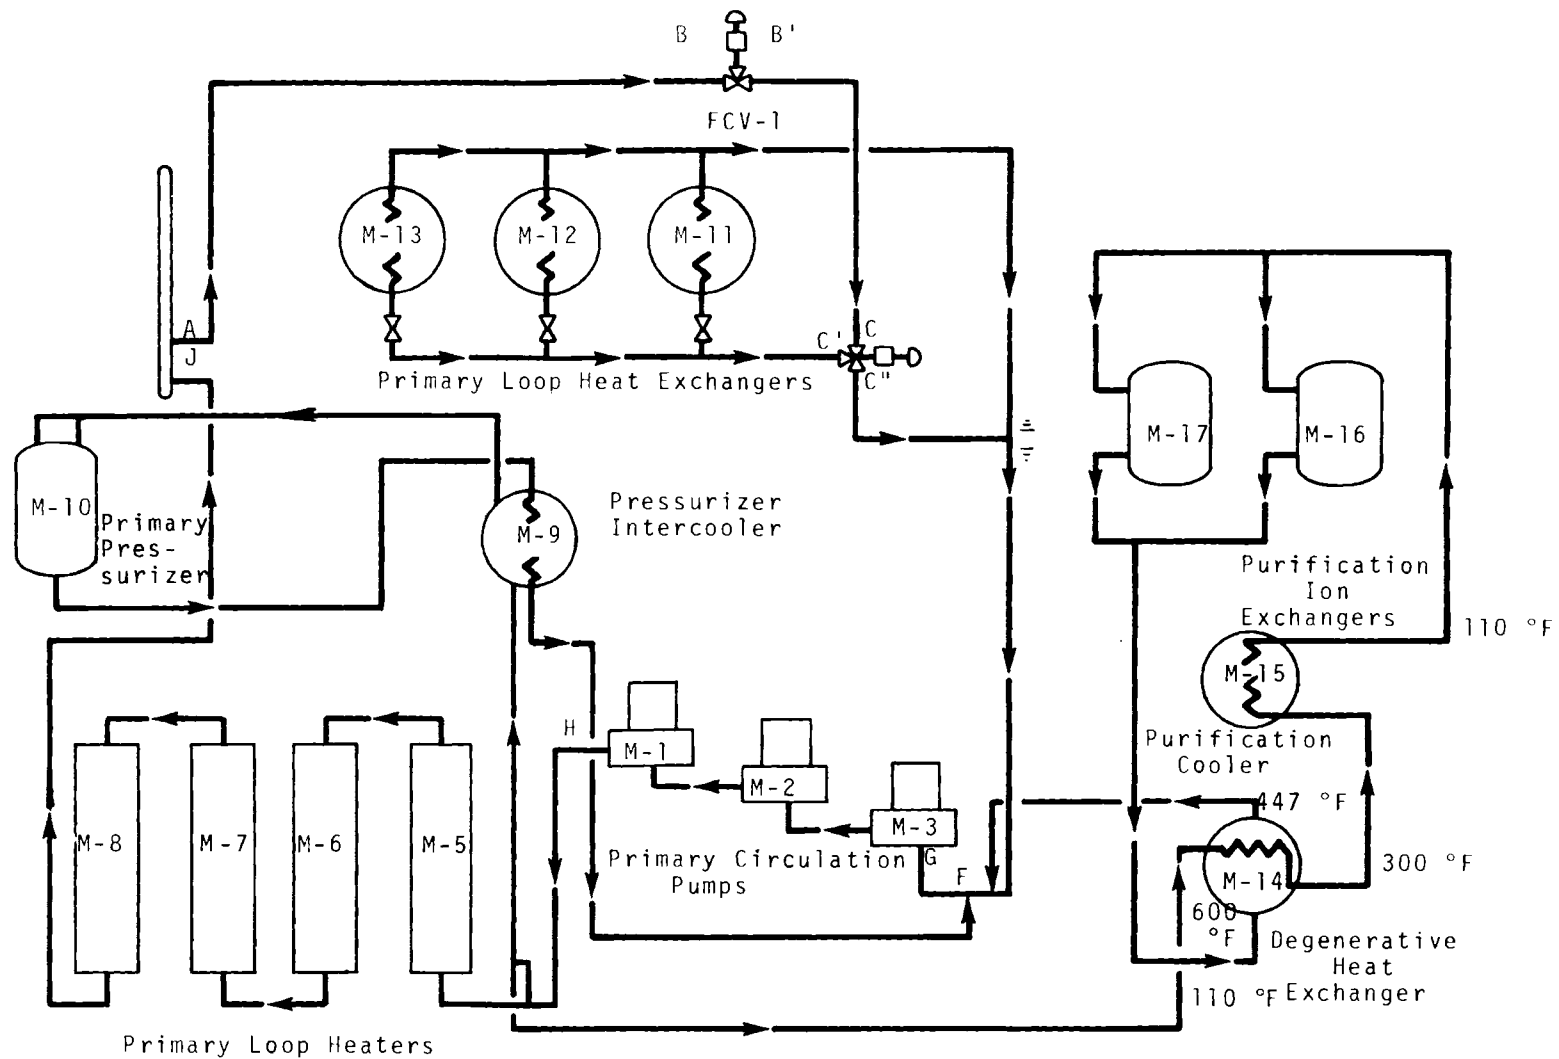 B B'
FCV-1
M-13 M-12 M-11
A
J
C
C'
C"
Primary Loop Heat Exchangers
M-17 M-16
M-10
Primary
Pres-
surizer
M-9
Pressurizer
Intercooler
Purification
Ion
Exchangers
110 °F
M-15
Purification
Cooler
H
M-1
M-2
M-3
G
F
Primary Circulation
Pumps
M-8 M-7 M-6 M-5
447 °F
300 °F
M-14
600
°F
Degenerative
Heat
Exchanger
110 °F
Primary Loop Heaters